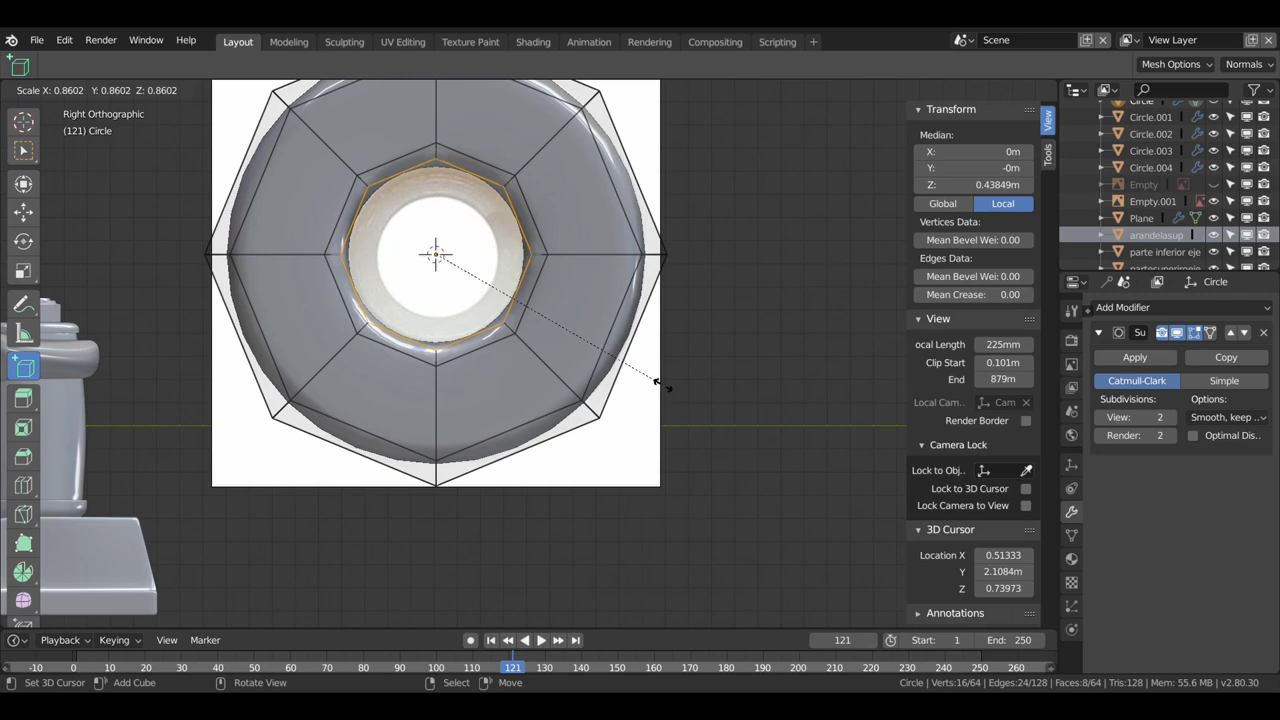 File Edit Render Window Help Layout Modeling Sculpting UV Editing Texture Paint Shading Animation Rendering Compositing Scripting Scene View Layer
Mesh Options Normals
Scale X: 0.8602 Y: 0.8602 Z: 0.8602
Right Orthographic
(121) Circle
Transform
Median:
X: 0m
Y: -0m
Z: 0.43849m
Global Local
Vertices Data:
Mean Bevel Wei: 0.00
Edges Data:
Mean Bevel Wei: 0.00
Mean Crease: 0.00
View
ocal Length 225mm
Clip Start 0.101m
End 879m
Local Cam.. Cam
Render Border
Camera Lock
Lock to Obj..
Lock to 3D Cursor
Lock Camera to View
3D Cursor
Location X 0.51333
Y 2.1084m
Z 0.73973
Annotations
View
Tools
Circle
Circle.001
Circle.002
Circle.003
Circle.004
Empty
Empty.001
Plane
arandelasup
parte inferior eje
Circle
Add Modifier
Su
Apply Copy
Catmull-Clark Simple
Subdivisions: Options:
View: 2 Smooth, keep ..
Render: 2 Optimal Dis..
Playback Keying View Marker 121 Start: 1 End: 250
-10 0 10 20 30 40 50 60 70 80 90 100 110 121 130 140 150 160 170 180 190 200 210 220 230 240 250 260
Set 3D Cursor Add Cube Rotate View Select Move Circle | Verts:16/64 | Edges:24/128 | Faces:8/64 | Tris:128 | Mem: 55.6 MB | v2.80.30